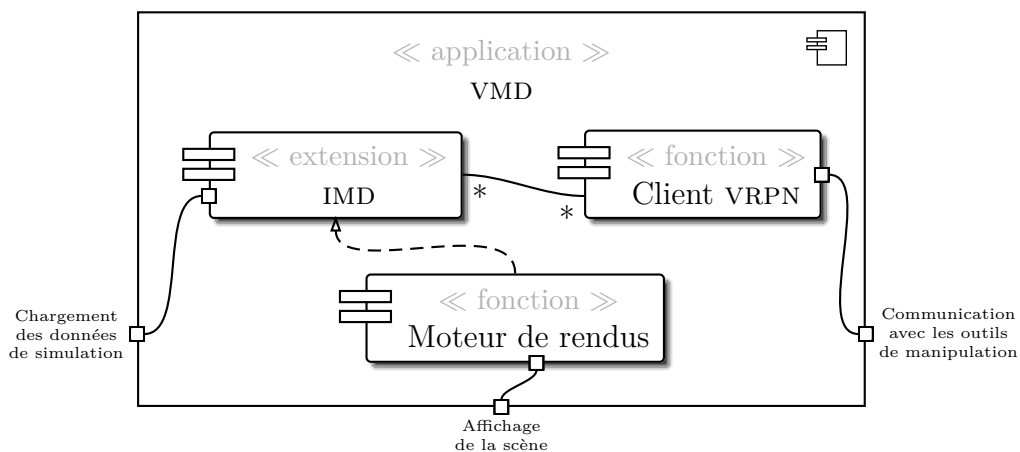 ≪ application ≫
VMD
≪ extension ≫
IMD
*
≪ fonction ≫
Client VRPN
*
≪ fonction ≫
Moteur de rendus
Chargement
des données
de simulation
Communication
avec les outils
de manipulation
Affichage
de la scène